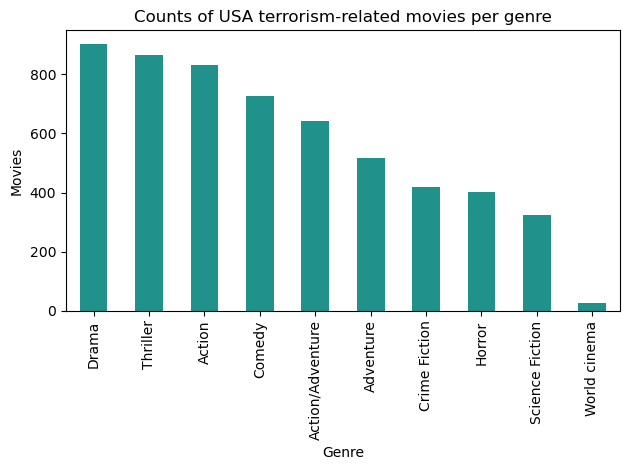 Counts of USA terrorism-related movies per genre
Movies
800
600
400
200
0
Drama
Thriller
Action
Comedy
Action/Adventure
Adventure
Crime Fiction
Horror
Science Fiction
World cinema
Genre